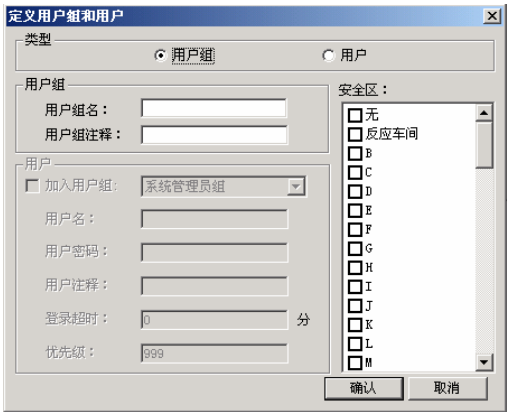 定义用户组和用户
类型
用户组
用户
用户组
用户组名：
用户组注释：
用户
加入用户组:
系统管理员组
用户名：
用户密码：
用户注释：
登录超时：
0
分
优先级：
999
安全区：
无
反应车间
B
C
D
E
F
G
H
I
J
K
L
M
确认
取消